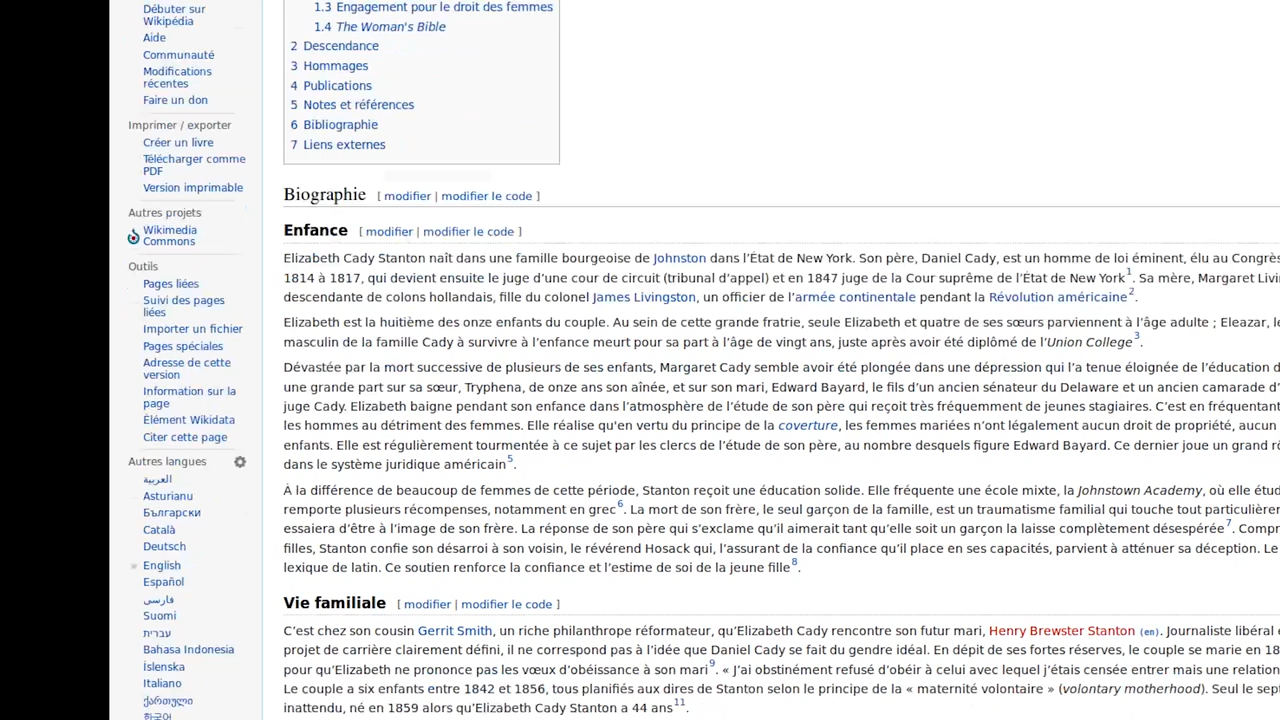 Débuter sur
Wikipédia
Aide
Communauté
Modifications
récentes
Faire un don
Imprimer / exporter
Créer un livre
Télécharger comme
PDF
Version imprimable
Autres projets
Wikimedia
Commons
Outils
Pages liées
Suivi des pages
liées
Importer un fichier
Pages spéciales
Adresse de cette
version
Information sur la
page
Élément Wikidata
Citer cette page
Autres langues
العربية
Asturianu
Български
Català
Deutsch
English
Español
فارسی
Suomi
עברית
Bahasa Indonesia
Íslenska
Italiano
ქართული
한국어
1.3 Engagement pour le droit des femmes
1.4 The Woman's Bible
2 Descendance
3 Hommages
4 Publications
5 Notes et références
6 Bibliographie
7 Liens externes
Biographie [ modifier | modifier le code ]
Enfance [ modifier | modifier le code ]
Elizabeth Cady Stanton naît dans une famille bourgeoise de Johnston dans l’État de New York. Son père, Daniel Cady, est un homme de loi éminent, élu au Congrès
1814 à 1817, qui devient ensuite le juge d’une cour de circuit (tribunal d’appel) et en 1847 juge de la Cour suprême de l’État de New York1. Sa mère, Margaret Livi
descendante de colons hollandais, fille du colonel James Livingston, un officier de l’armée continentale pendant la Révolution américaine2.
Elizabeth est la huitième des onze enfants du couple. Au sein de cette grande fratrie, seule Elizabeth et quatre de ses sœurs parviennent à l’âge adulte ; Eleazar, le
masculin de la famille Cady à survivre à l’enfance meurt pour sa part à l’âge de vingt ans, juste après avoir été diplômé de l’Union College3.
Dévastée par la mort successive de plusieurs de ses enfants, Margaret Cady semble avoir été plongée dans une dépression qui l’a tenue éloignée de l’éducation d
une grande part sur sa sœur, Tryphena, de onze ans son aînée, et sur son mari, Edward Bayard, le fils d’un ancien sénateur du Delaware et un ancien camarade d’
juge Cady. Elizabeth baigne pendant son enfance dans l’atmosphère de l’étude de son père qui reçoit très fréquemment de jeunes stagiaires. C’est en fréquentant
les hommes au détriment des femmes. Elle réalise qu'en vertu du principe de la coverture, les femmes mariées n’ont légalement aucun droit de propriété, aucun
enfants. Elle est régulièrement tourmentée à ce sujet par les clercs de l’étude de son père, au nombre desquels figure Edward Bayard. Ce dernier joue un grand rô
dans le système juridique américain5.
À la différence de beaucoup de femmes de cette période, Stanton reçoit une éducation solide. Elle fréquente une école mixte, la Johnstown Academy, où elle étud
remporte plusieurs récompenses, notamment en grec6. La mort de son frère, le seul garçon de la famille, est un traumatisme familial qui touche tout particulière
essaiera d’être à l’image de son frère. La réponse de son père qui s’exclame qu’il aimerait tant qu’elle soit un garçon la laisse complètement désespérée7. Compr
filles, Stanton confie son désarroi à son voisin, le révérend Hosack qui, l’assurant de la confiance qu’il place en ses capacités, parvient à atténuer sa déception. Le
lexique de latin. Ce soutien renforce la confiance et l’estime de soi de la jeune fille8.
Vie familiale [ modifier | modifier le code ]
C’est chez son cousin Gerrit Smith, un riche philanthrope réformateur, qu’Elizabeth Cady rencontre son futur mari, Henry Brewster Stanton (en). Journaliste libéral e
projet de carrière clairement défini, il ne correspond pas à l’idée que Daniel Cady se fait du gendre idéal. En dépit de ses fortes réserves, le couple se marie en 18
pour qu’Elizabeth ne prononce pas les vœux d’obéissance à son mari9. « J’ai obstinément refusé d’obéir à celui avec lequel j’étais censée entrer mais une relation
Le couple a six enfants entre 1842 et 1856, tous planifiés aux dires de Stanton selon le principe de la « maternité volontaire » (volontary motherhood). Seul le sept
inattendu, né en 1859 alors qu’Elizabeth Cady Stanton a 44 ans11.